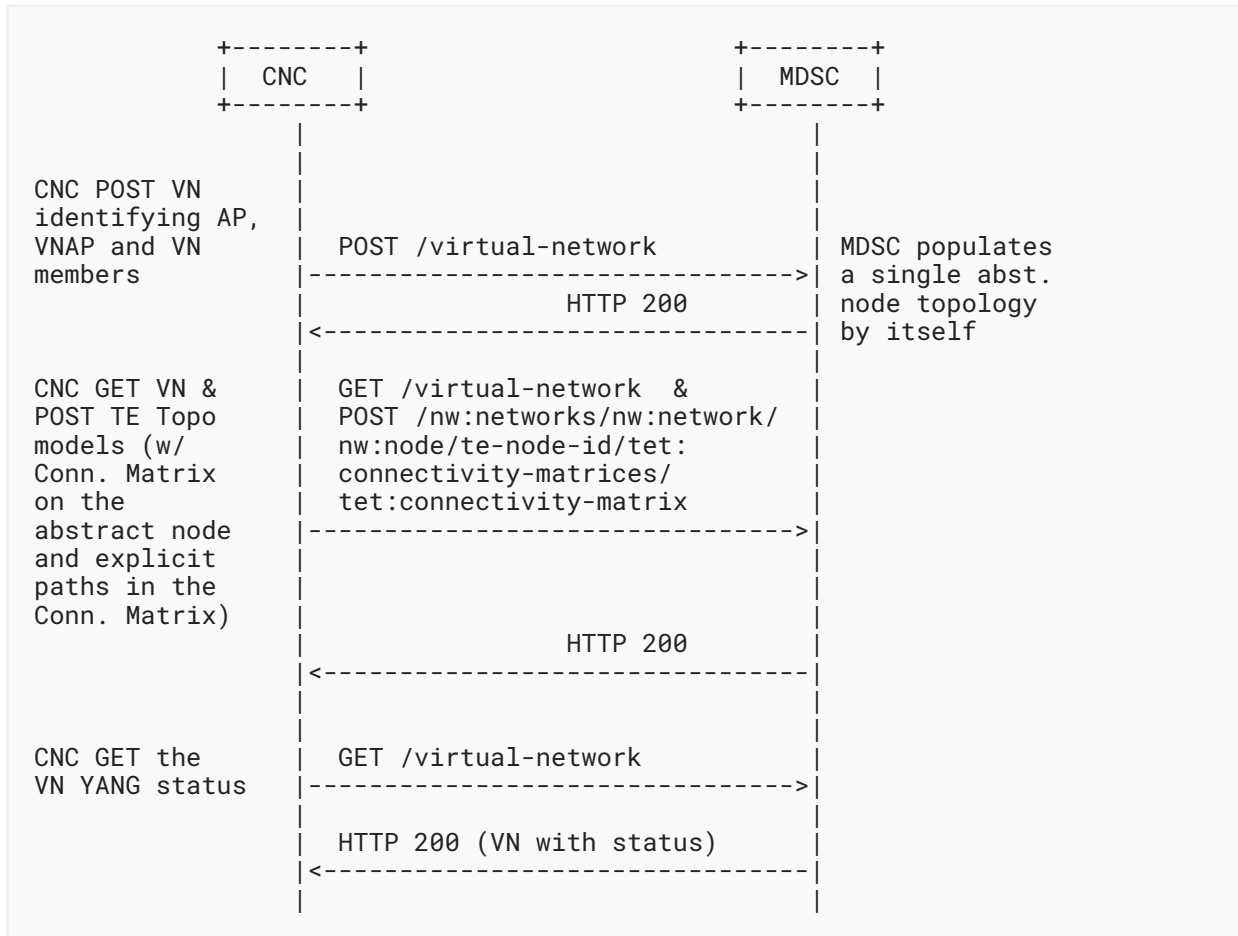 +--------+                        +--------+
|  CNC   |                        |  MDSC  |
+--------+                        +--------+
CNC POST VN
identifying AP,
VNAP and VN | POST /virtual-network | MDSC populates
members |-------------------------------->| a single abst.
HTTP 200 | node topology
|<--------------------------------| by itself
CNC GET VN & | GET /virtual-network  & |
POST TE Topo | POST /nw:networks/nw:network/ |
models (w/ | nw:node/te-node-id/tet: |
Conn. Matrix | connectivity-matrices/ |
on the | tet:connectivity-matrix |
abstract node |-------------------------------->|
and explicit
paths in the
Conn. Matrix)
HTTP 200
|<--------------------------------|
CNC GET the | GET /virtual-network |
VN YANG status |-------------------------------->|
| HTTP 200 (VN with status) |
|<--------------------------------|